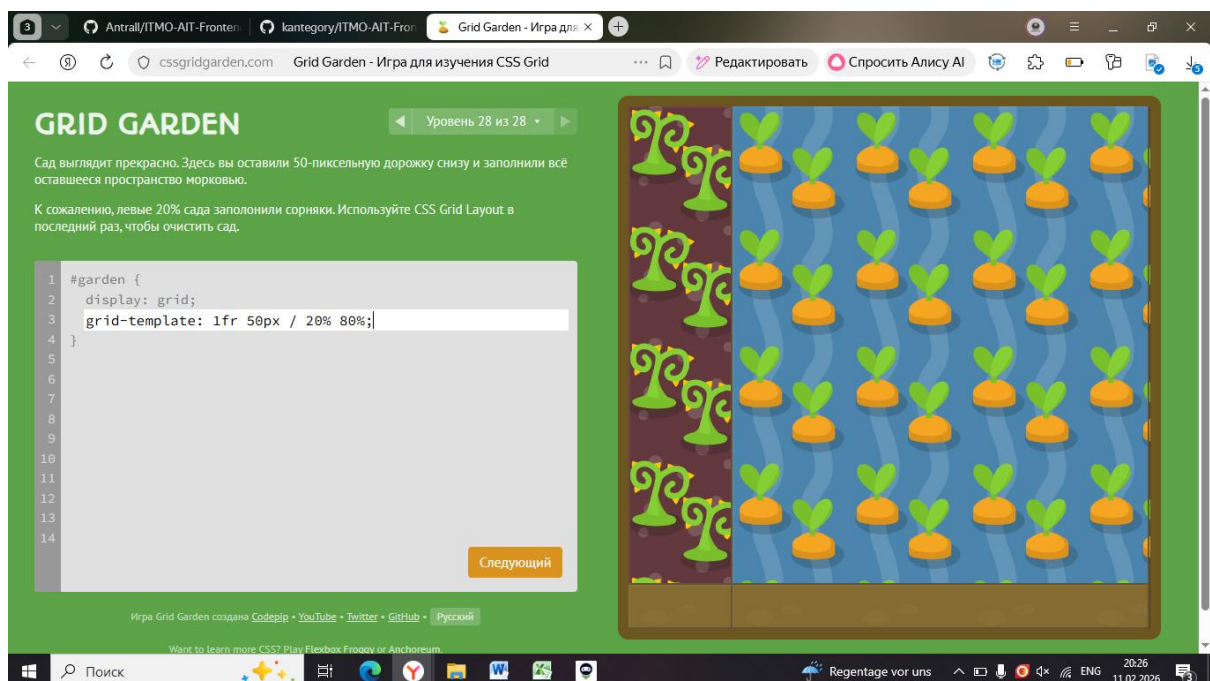 3
Antrall/ITMO-AIT-Fronten
kantegory/ITMO-AIT-Fron
Grid Garden - Игра для
cssgridgarden.com
Grid Garden - Игра для изучения CSS Grid
Редактировать
Спросить Алису AI
5
GRID GARDEN
Уровень 28 из 28
Сад выглядит прекрасно. Здесь вы оставили 50-пиксельную дорожку снизу и заполнили всё
оставшееся пространство морковью.
К сожалению, левые 20% сада заполонили сорняки. Используйте CSS Grid Layout в
последний раз, чтобы очистить сад.
1 #garden {
2 display: grid;
3 grid-template: 1fr 50px / 20% 80%;
4 }
5
6
7
8
9
10
11
12
13
14
Следующий
Игра Grid Garden создана Codepip • YouTube • Twitter • GitHub • Русский
Want to learn more CSS? Play Flexbox Froggy or Anchoreum.
Поиск
Regentage vor uns
ENG
20:26
11.02.2026
3